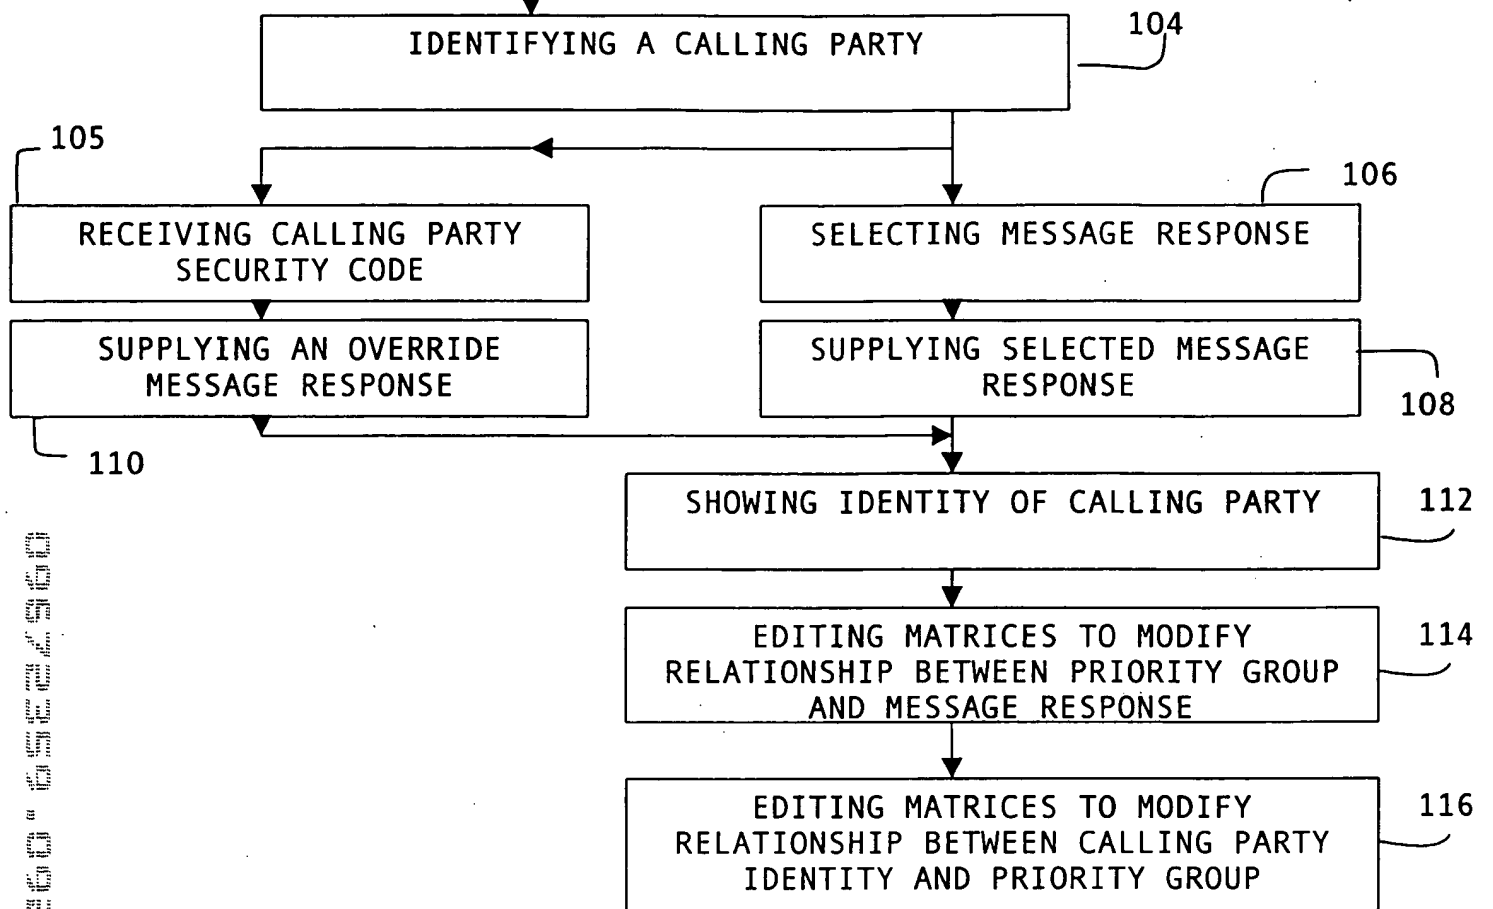 IDENTIFYING A CALLING PARTY
104
105
RECEIVING CALLING PARTY
SECURITY CODE
106
SELECTING MESSAGE RESPONSE
SUPPLYING AN OVERRIDE
MESSAGE RESPONSE
110
SUPPLYING SELECTED MESSAGE
RESPONSE
108
SHOWING IDENTITY OF CALLING PARTY
112
EDITING MATRICES TO MODIFY
RELATIONSHIP BETWEEN PRIORITY GROUP
AND MESSAGE RESPONSE
114
EDITING MATRICES TO MODIFY
RELATIONSHIP BETWEEN CALLING PARTY
IDENTITY AND PRIORITY GROUP
116